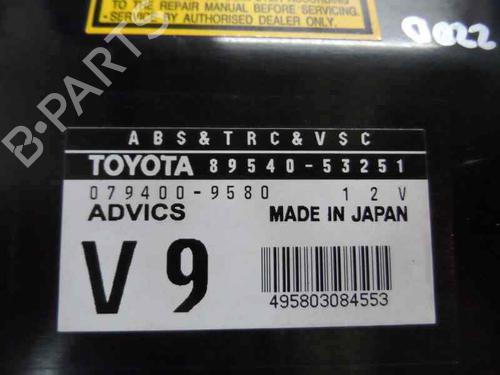 TO THE REPAIR MANUAL BEFORE SERVICING.
- SERVICE BY AUTHORISED DEALER ONLY.
0022
B-PARTS
ABS&TRC&VSC
TOYOTA 89540-53251
079400-9580 12V
ADVICS MADE IN JAPAN
V9
495803084553